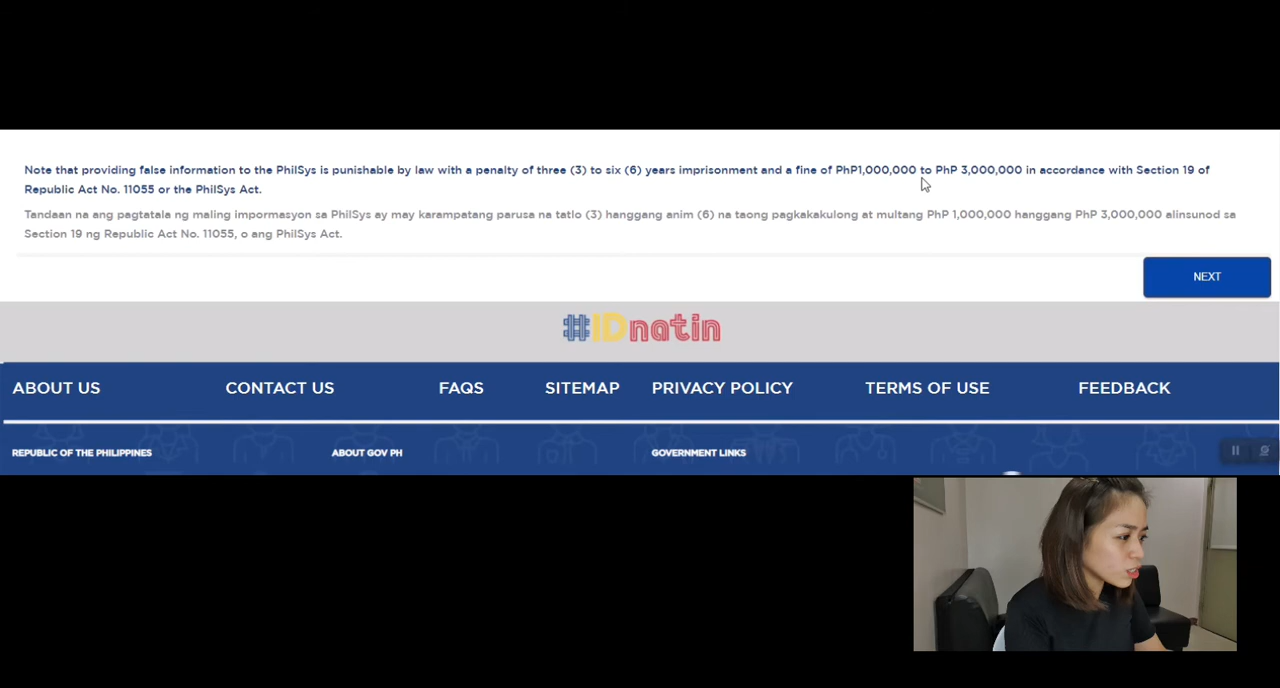 Note that providing false information to the PhilSys is punishable by law with a penalty of three (3) to six (6) years imprisonment and a fine of PhP1,000,000 to PhP 3,000,000 in accordance with Section 19 of
Republic Act No. 11055 or the PhilSys Act.
Tandaan na ang pagtatala ng maling impormasyon sa PhilSys ay may karampatang parusa na tatlo (3) hanggang anim (6) na taong pagkakakulong at multang PhP 1,000,000 hanggang PhP 3,000,000 alinsunod sa
Section 19 ng Republic Act No. 11055, o ang PhilSys Act.
NEXT
#IDnatin
ABOUT US CONTACT US FAQS SITEMAP PRIVACY POLICY TERMS OF USE FEEDBACK
REPUBLIC OF THE PHILIPPINES ABOUT GOV PH GOVERNMENT LINKS